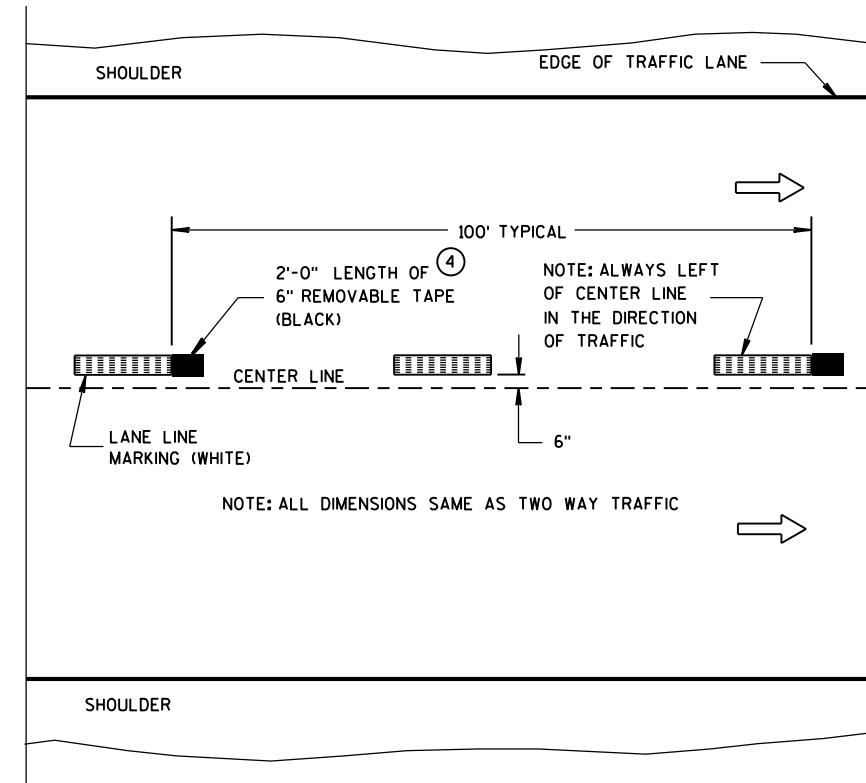 SHOULDER
EDGE OF TRAFFIC LANE
100' TYPICAL
2'-0" LENGTH OF 4
6" REMOVABLE TAPE
(BLACK)
NOTE: ALWAYS LEFT
OF CENTER LINE
IN THE DIRECTION
OF TRAFFIC
CENTER LINE
LANE LINE
MARKING (WHITE)
6"
NOTE: ALL DIMENSIONS SAME AS TWO WAY TRAFFIC
SHOULDER